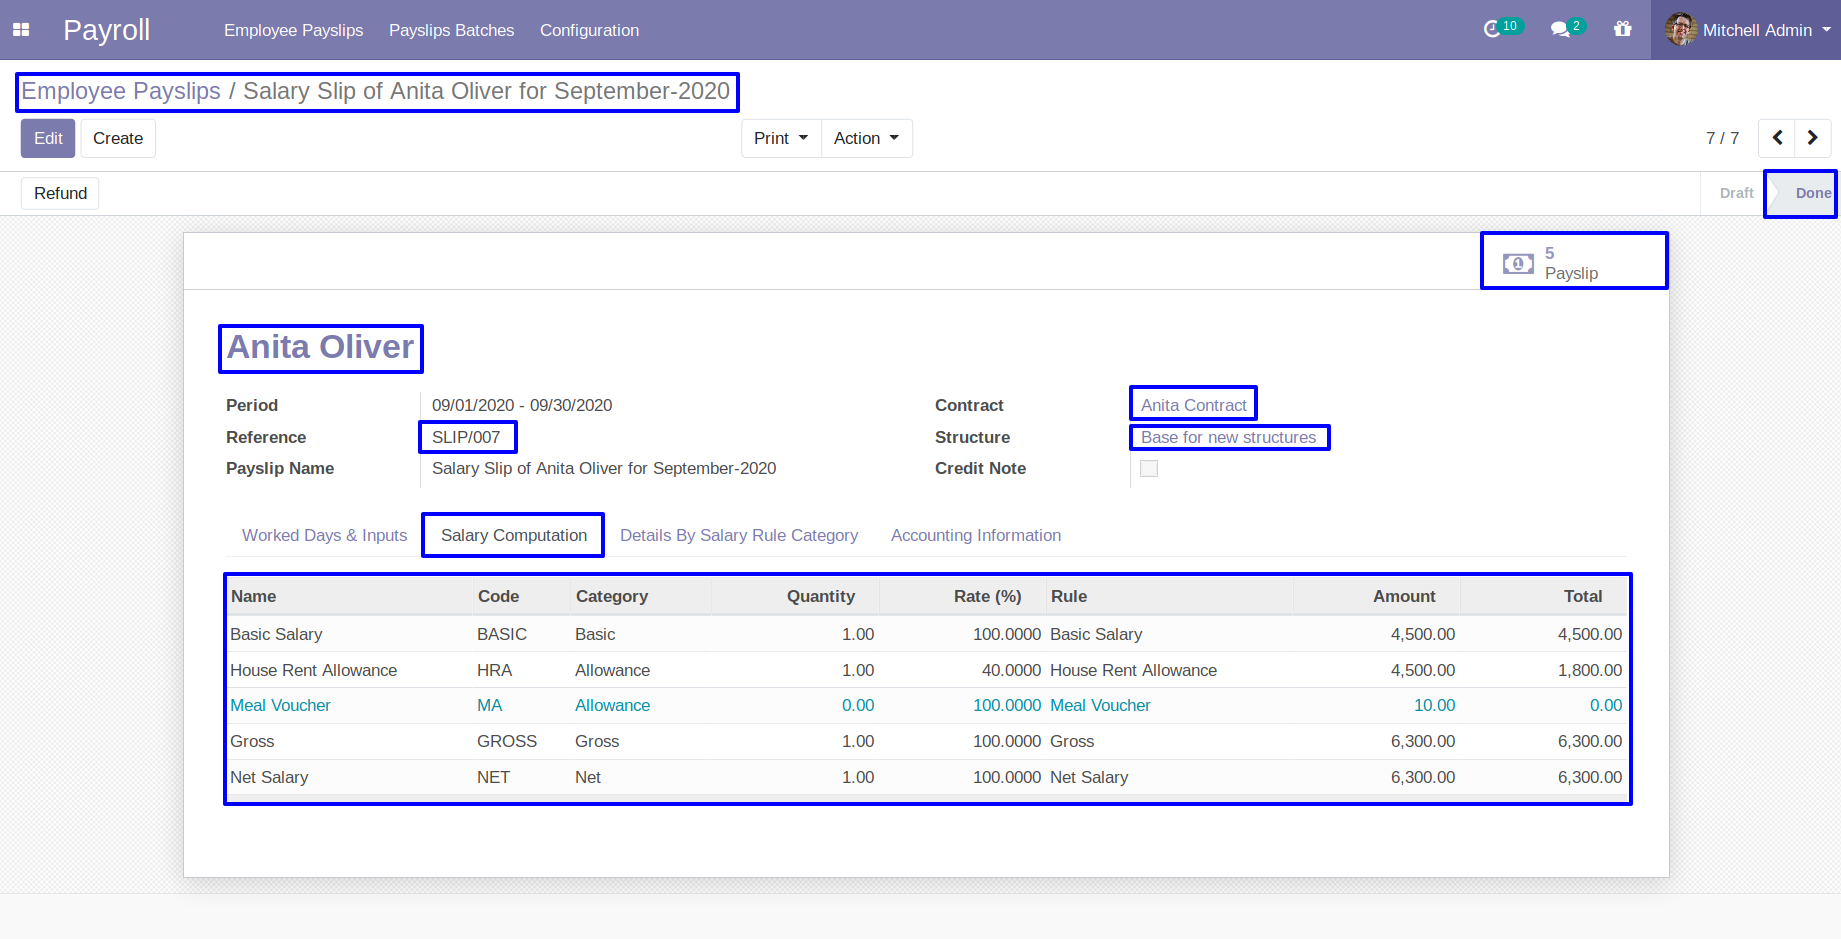 Payroll Employee Payslips Payslips Batches Configuration 10 2 Mitchell Admin
Employee Payslips / Salary Slip of Anita Oliver for September-2020
Edit Create Print Action 7 / 7
Refund Draft Done
5
Payslip
Anita Oliver
Period 09/01/2020 - 09/30/2020 Contract Anita Contract
Reference SLIP/007 Structure Base for new structures
Payslip Name Salary Slip of Anita Oliver for September-2020 Credit Note
Worked Days & Inputs Salary Computation Details By Salary Rule Category Accounting Information
Name Code Category Quantity Rate (%) Rule Amount Total
Basic Salary BASIC Basic 1.00 100.0000 Basic Salary 4,500.00 4,500.00
House Rent Allowance HRA Allowance 1.00 40.0000 House Rent Allowance 4,500.00 1,800.00
Meal Voucher MA Allowance 0.00 100.0000 Meal Voucher 10.00 0.00
Gross GROSS Gross 1.00 100.0000 Gross 6,300.00 6,300.00
Net Salary NET Net 1.00 100.0000 Net Salary 6,300.00 6,300.00